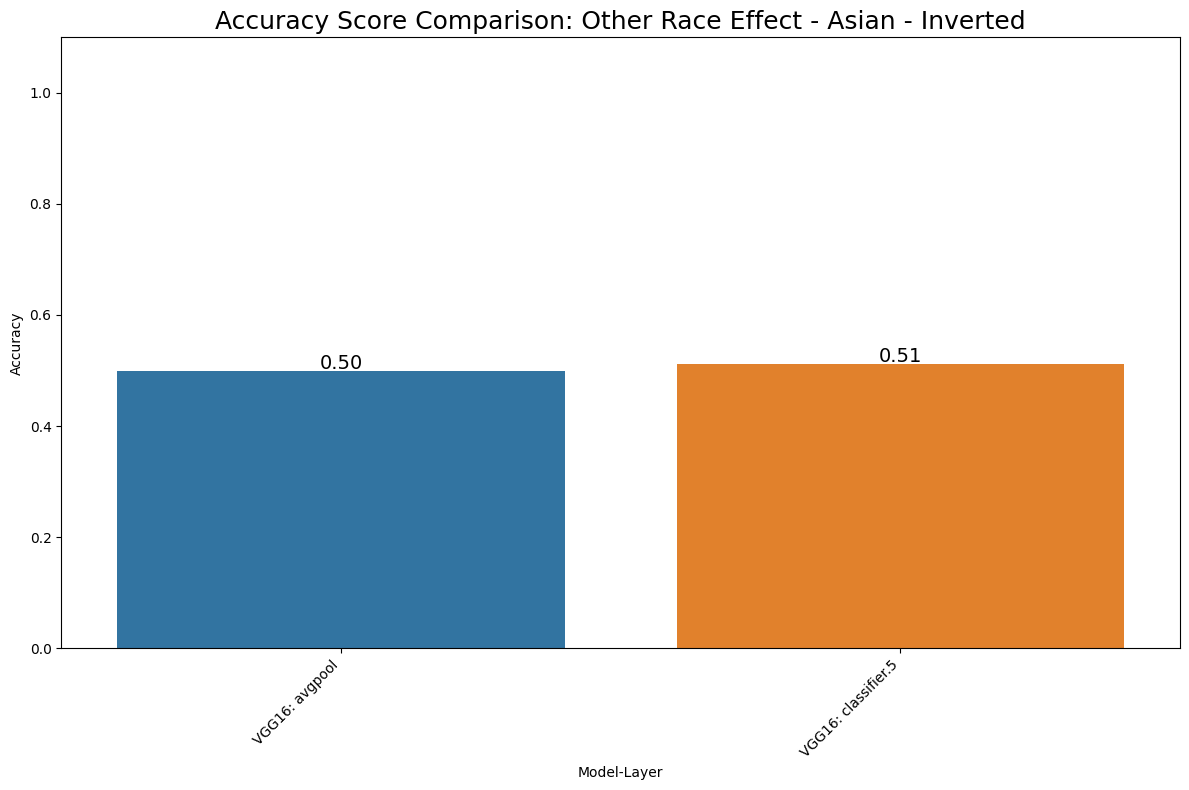 Accuracy Score Comparison: Other Race Effect - Asian - Inverted
1.0
0.8
0.6
0.4
0.2
0.0
Accuracy
0.50
0.51
VGG16: avgpool
VGG16: classifier.5
Model-Layer